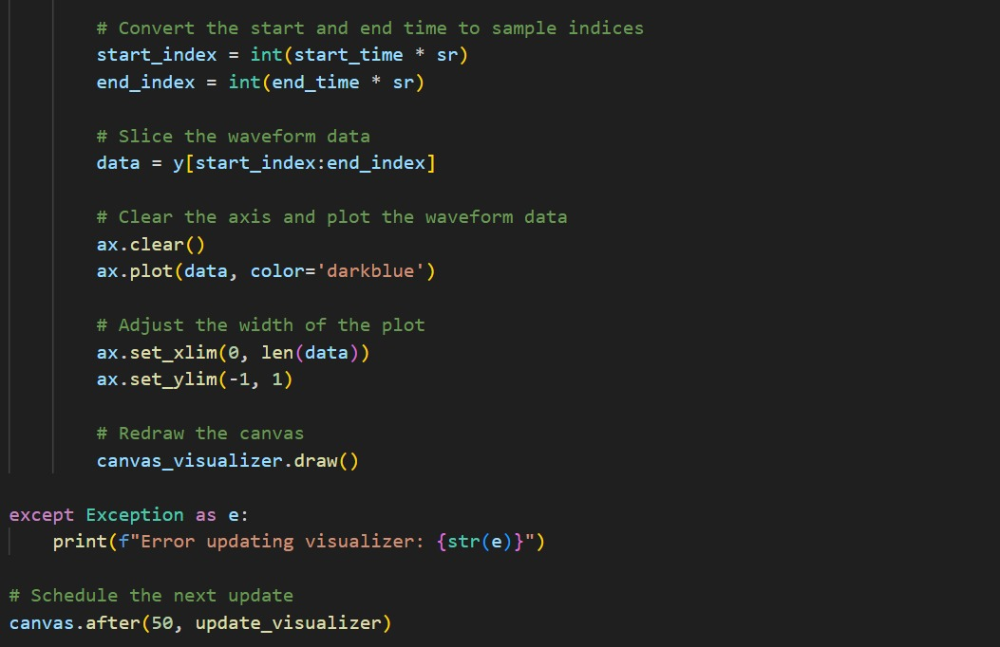 # Convert the start and end time to sample indices
start_index = int(start_time * sr)
end_index = int(end_time * sr)
# Slice the waveform data
data = y[start_index:end_index]
# Clear the axis and plot the waveform data
ax.clear()
ax.plot(data, color='darkblue')
# Adjust the width of the plot
ax.set_xlim(0, len(data))
ax.set_ylim(-1, 1)
# Redraw the canvas
canvas_visualizer.draw()
except Exception as e:
print(f"Error updating visualizer: {str(e)}")
# Schedule the next update
canvas.after(50, update_visualizer)